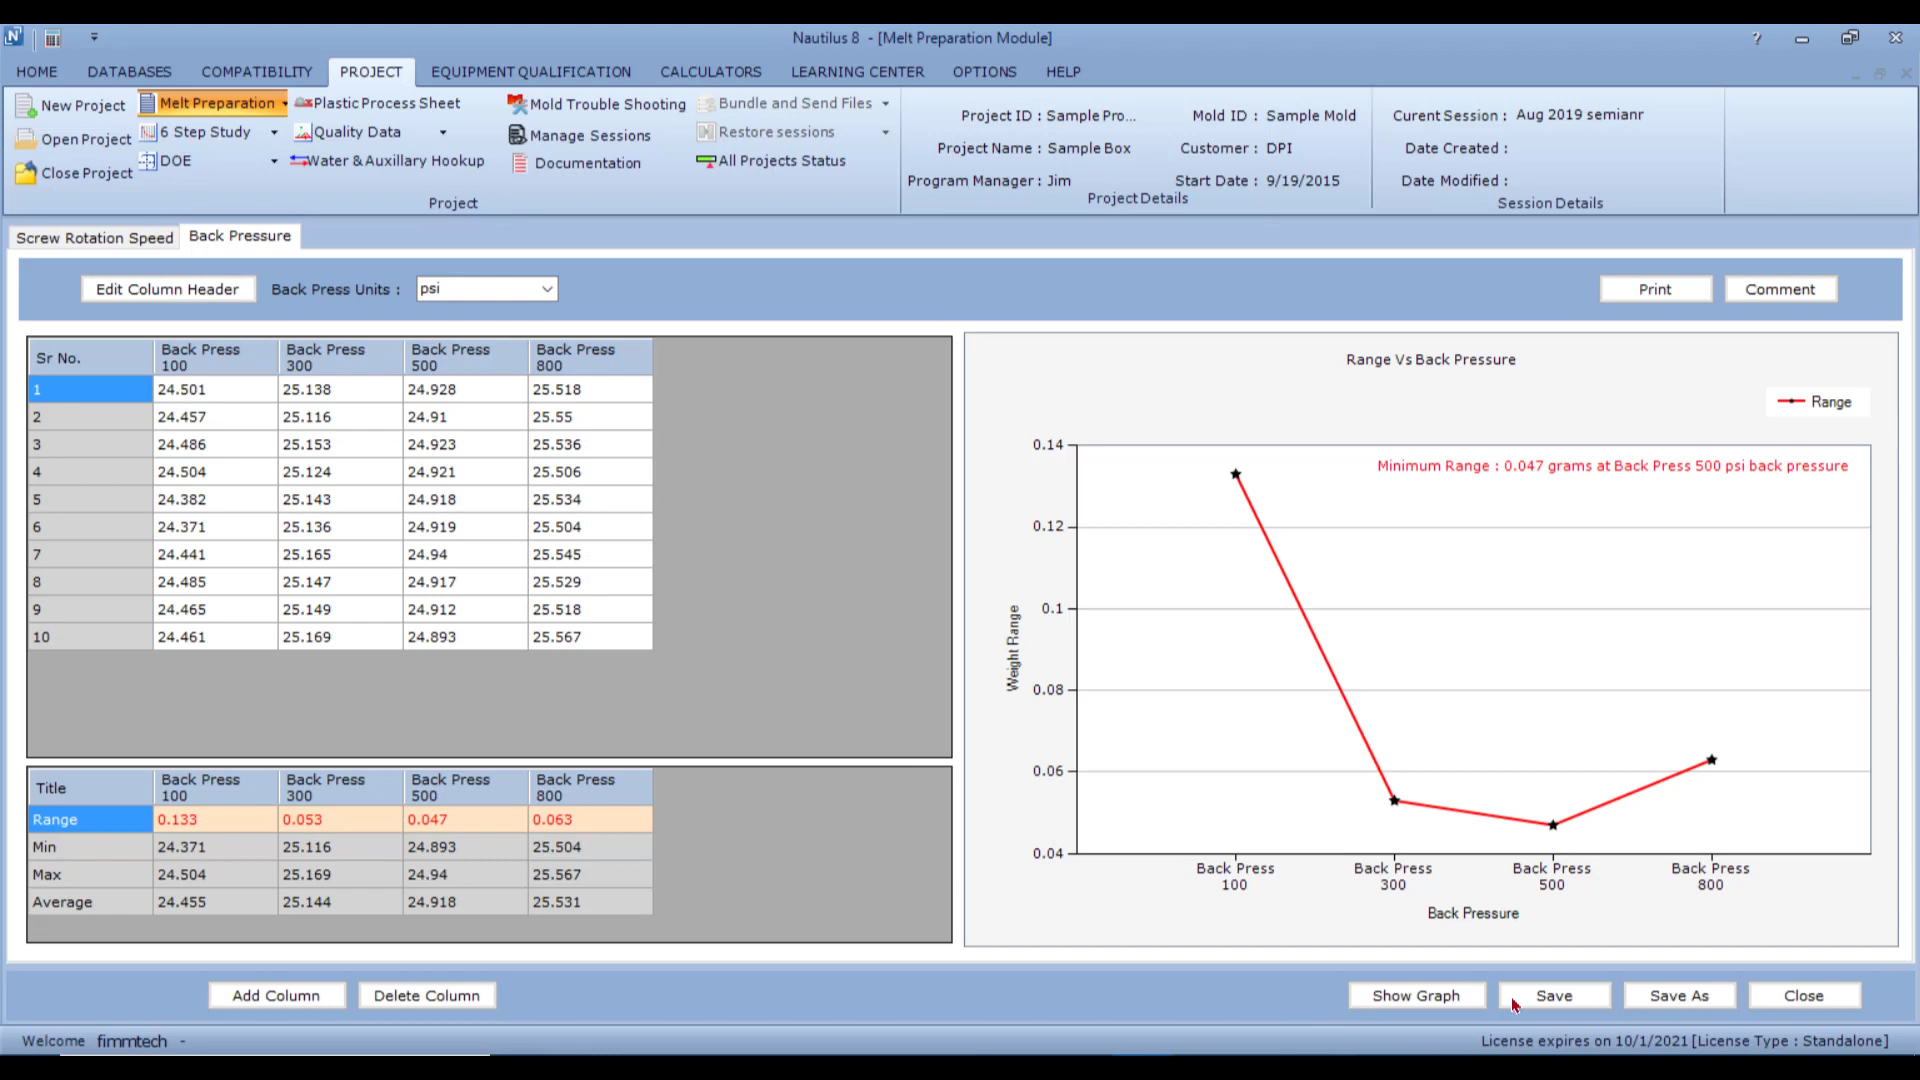 Nautilus 8 - [Melt Preparation Module]
HOME DATABASES COMPATIBILITY PROJECT EQUIPMENT QUALIFICATION CALCULATORS LEARNING CENTER OPTIONS HELP
New Project Melt Preparation Plastic Process Sheet Mold Trouble Shooting Bundle and Send Files
Open Project 6 Step Study Quality Data Manage Sessions Restore sessions
Close Project DOE Water & Auxillary Hookup Documentation All Projects Status
Project
Project ID : Sample Pro... Mold ID : Sample Mold
Project Name : Sample Box Customer : DPI
Program Manager : Jim Start Date : 9/19/2015
Project Details
Curent Session : Aug 2019 semianr
Date Created :
Date Modified :
Session Details
Screw Rotation Speed Back Pressure
Edit Column Header Back Press Units : psi Print Comment
Sr No. Back Press 100 Back Press 300 Back Press 500 Back Press 800
1 24.501 25.138 24.928 25.518
2 24.457 25.116 24.91 25.55
3 24.486 25.153 24.923 25.536
4 24.504 25.124 24.921 25.506
5 24.382 25.143 24.918 25.534
6 24.371 25.136 24.919 25.504
7 24.441 25.165 24.94 25.545
8 24.485 25.147 24.917 25.529
9 24.465 25.149 24.912 25.518
10 24.461 25.169 24.893 25.567
Title Back Press 100 Back Press 300 Back Press 500 Back Press 800
Range 0.133 0.053 0.047 0.063
Min 24.371 25.116 24.893 25.504
Max 24.504 25.169 24.94 25.567
Average 24.455 25.144 24.918 25.531
Range Vs Back Pressure
Range
Minimum Range : 0.047 grams at Back Press 500 psi back pressure
0.14
0.12
0.1
0.08
0.06
0.04
Weight Range
Back Press Back Press Back Press Back Press
100 300 500 800
Back Pressure
Add Column Delete Column Show Graph Save Save As Close
Welcome fimmtech - License expires on 10/1/2021 [License Type : Standalone]